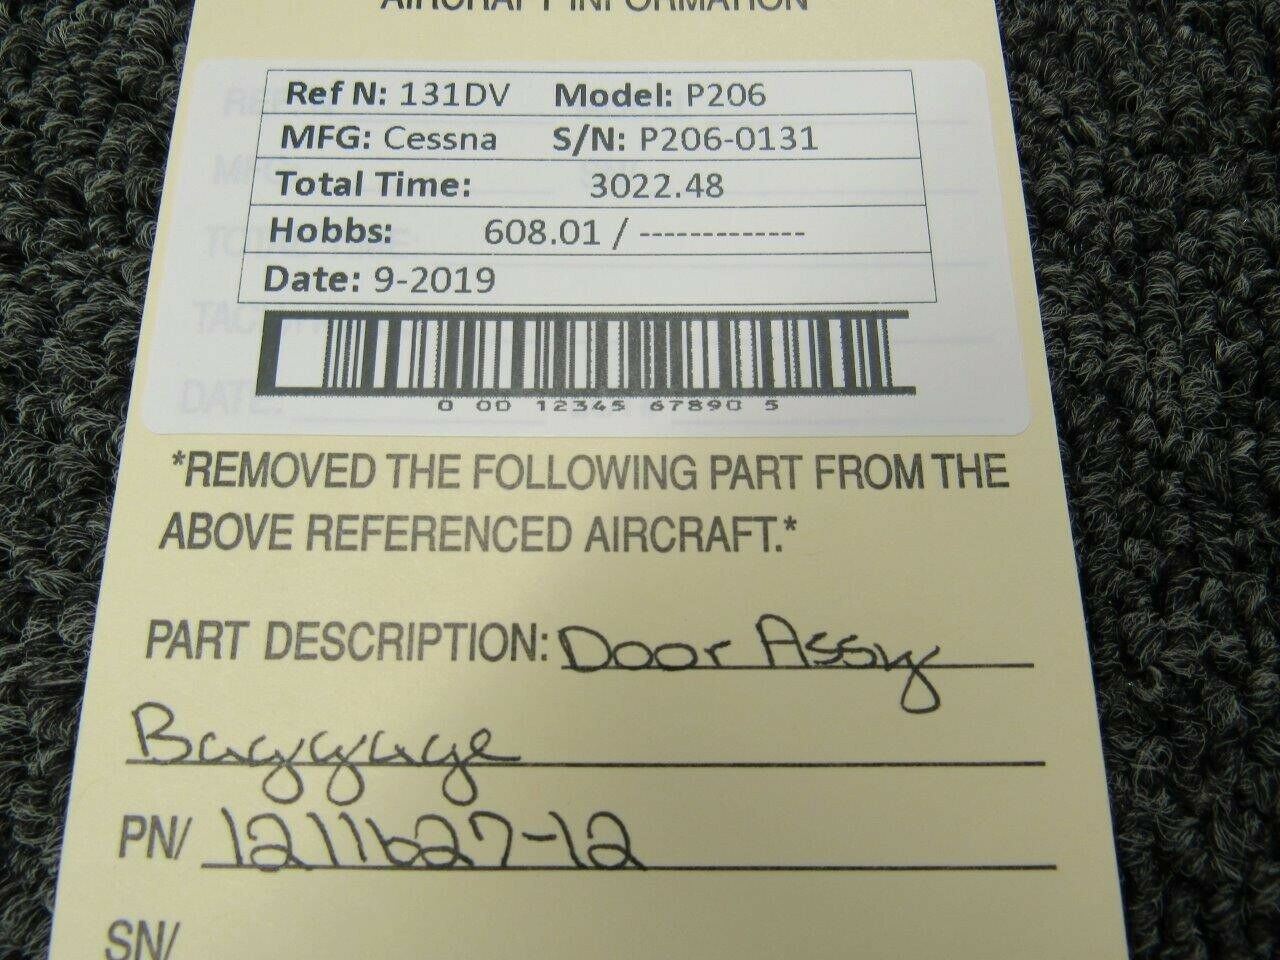 AIRCRAFT INFORMATION
Ref N: 131DV Model: P206
MFG: Cessna S/N: P206-0131
Total Time: 3022.48
Hobbs: 608.01 / -------------
Date: 9-2019
0 00 12345 67890 5
*REMOVED THE FOLLOWING PART FROM THE
ABOVE REFERENCED AIRCRAFT.*
PART DESCRIPTION: Door Assy
Baggage
PN/ 1211627-12
SN/